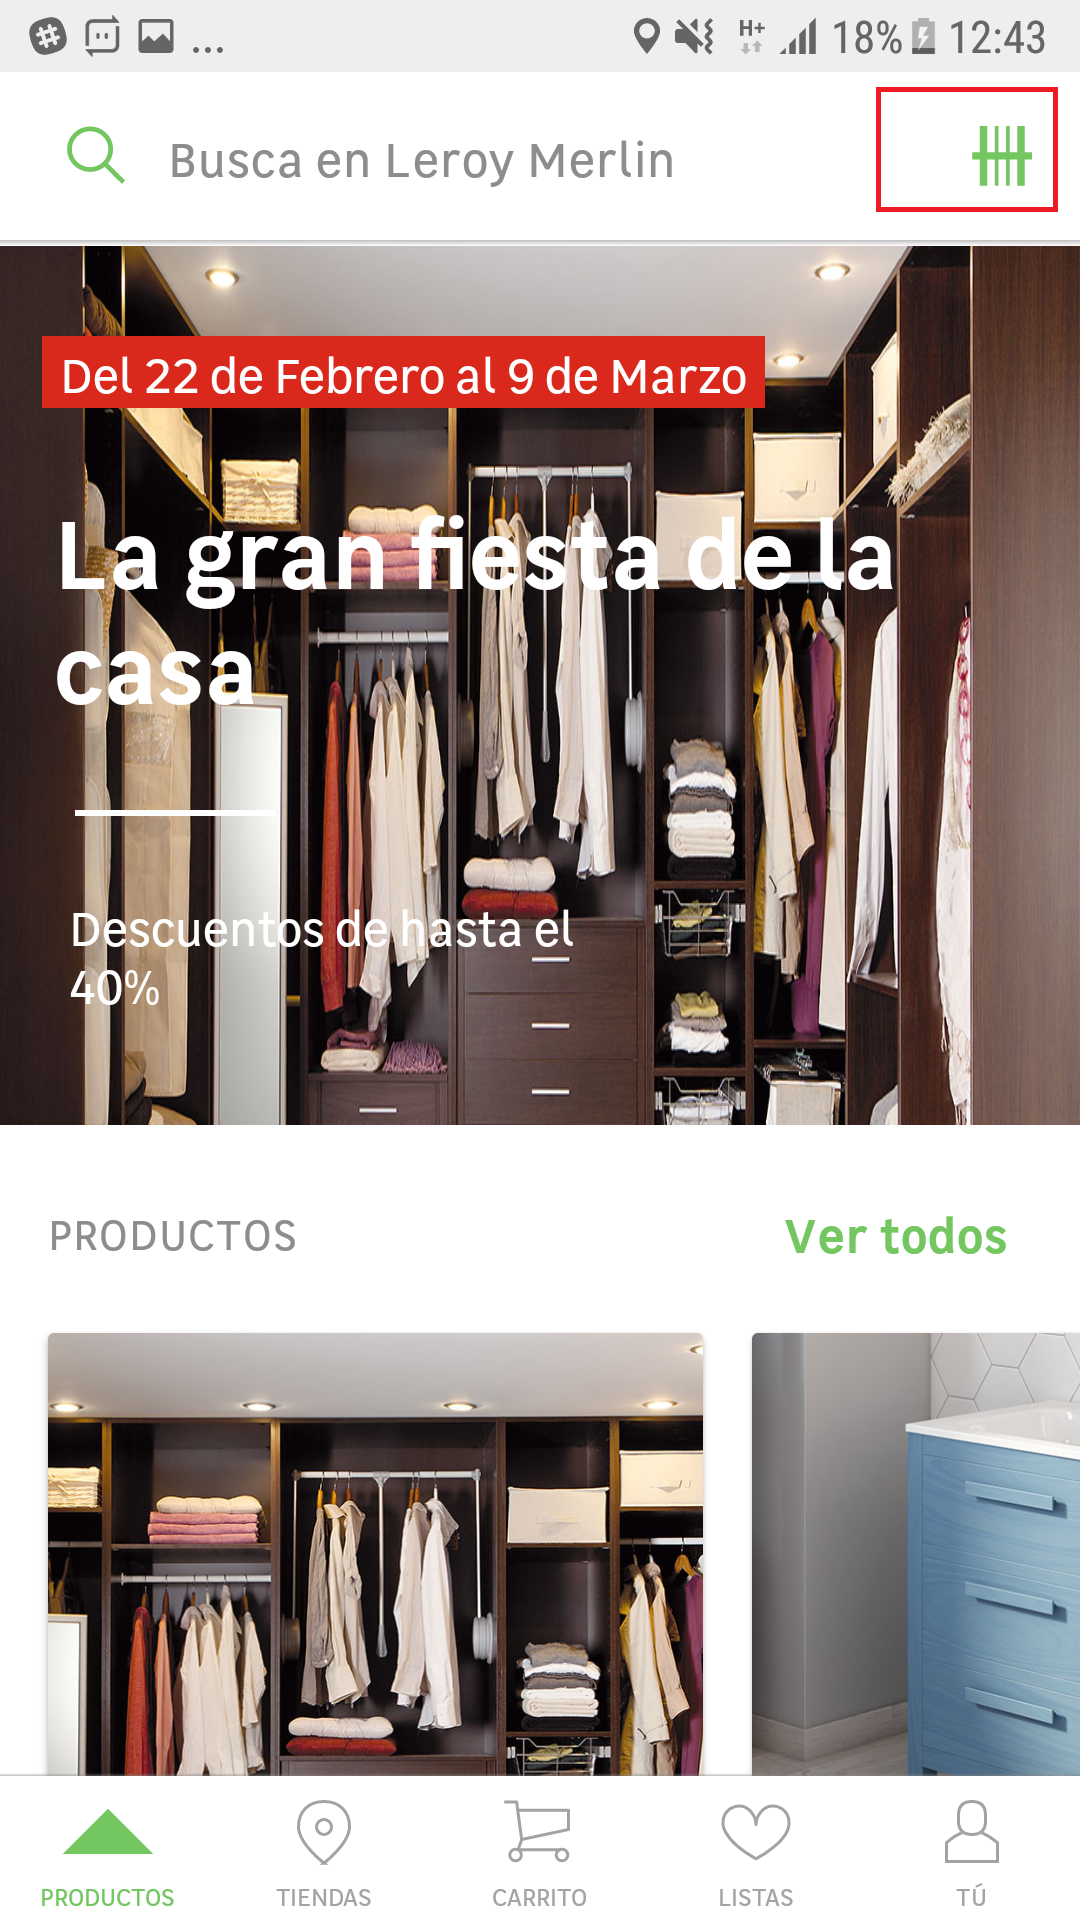 ... H+ 18% 12:43
Busca en Leroy Merlin
Del 22 de Febrero al 9 de Marzo
La gran fiesta de la
casa
Descuentos de hasta el
40%
PRODUCTOS Ver todos
PRODUCTOS TIENDAS CARRITO LISTAS TÚ